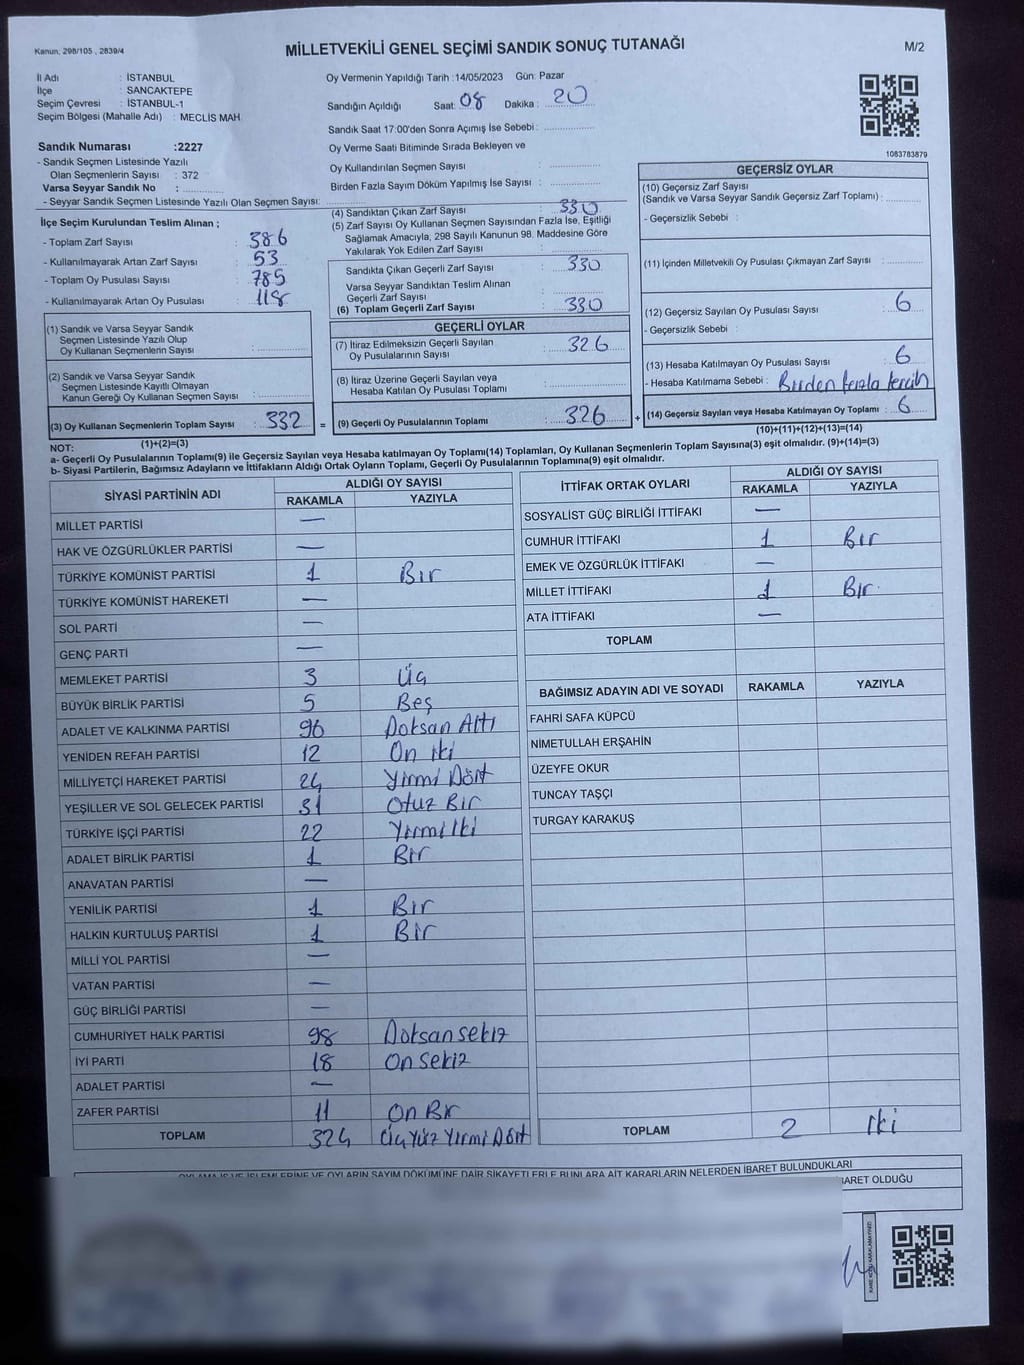 Kanun: 298/105 , 2839/4
MİLLETVEKİLİ GENEL SEÇİMİ SANDIK SONUÇ TUTANAĞI
M/2
İl Adı : İSTANBUL
İlçe : SANCAKTEPE
Seçim Çevresi : İSTANBUL-1
Seçim Bölgesi (Mahalle Adı) : MECLİS MAH
Oy Vermenin Yapıldığı Tarih :14/05/2023 Gün: Pazar
Sandığın Açıldığı Saat: 08 Dakika : 20
Sandık Saat 17:00'den Sonra Açımış İse Sebebi :
Sandık Numarası :2227
- Sandık Seçmen Listesinde Yazılı
Olan Seçmenlerin Sayısı : 372
Varsa Seyyar Sandık No :
- Seyyar Sandık Seçmen Listesinde Yazılı Olan Seçmen Sayısı:
Oy Verme Saati Bitiminde Sırada Bekleyen ve
Oy Kullandırılan Seçmen Sayısı :
Birden Fazla Sayım Döküm Yapılmış İse Sayısı :
1083783879
İlçe Seçim Kurulundan Teslim Alınan ;
- Toplam Zarf Sayısı : 386
- Kullanılmayarak Artan Zarf Sayısı : 53
- Toplam Oy Pusulası Sayısı : 785
- Kullanılmayarak Artan Oy Pusulası : 118
(4) Sandıktan Çıkan Zarf Sayısı : 330
(5) Zarf Sayısı Oy Kullanan Seçmen Sayısından Fazla İse, Eşitliği
Sağlamak Amacıyla, 298 Sayılı Kanunun 98. Maddesine Göre
Yakılarak Yok Edilen Zarf Sayısı :
Sandıkta Çıkan Geçerli Zarf Sayısı : 330
Varsa Seyyar Sandıktan Teslim Alınan
Geçerli Zarf Sayısı :
(6) Toplam Geçerli Zarf Sayısı : 330
GEÇERSİZ OYLAR
(10) Geçersiz Zarf Sayısı
(Sandık ve Varsa Seyyar Sandık Geçersiz Zarf Toplamı) :
- Geçersizlik Sebebi :
(11) İçinden Milletvekili Oy Pusulası Çıkmayan Zarf Sayısı :
(12) Geçersiz Sayılan Oy Pusulası Sayısı : 6
- Geçersizlik Sebebi :
(13) Hesaba Katılmayan Oy Pusulası Sayısı : 6
- Hesaba Katılmama Sebebi : Birden fazla tercih
(14) Geçersiz Sayılan veya Hesaba Katılmayan Oy Toplamı : 6
(10)+(11)+(12)+(13)=(14)
(1) Sandık ve Varsa Seyyar Sandık
Seçmen Listesinde Yazılı Olup
Oy Kullanan Seçmenlerin Sayısı :
(2) Sandık ve Varsa Seyyar Sandık
Seçmen Listesinde Kayıtlı Olmayan
Kanun Gereği Oy Kullanan Seçmen Sayısı :
(3) Oy Kullanan Seçmenlerin Toplam Sayısı : 332 =
(1)+(2)=(3)
GEÇERLİ OYLAR
(7) İtiraz Edilmeksizin Geçerli Sayılan
Oy Pusulalarının Sayısı : 326
(8) İtiraz Üzerine Geçerli Sayılan veya
Hesaba Katılan Oy Pusulası Toplamı :
(9) Geçerli Oy Pusulalarının Toplamı : 326 +
NOT:
a- Geçerli Oy Pusulalarının Toplamı(9) ile Geçersiz Sayılan veya Hesaba katılmayan Oy Toplamı(14) Toplamları, Oy Kullanan Seçmenlerin Toplam Sayısına(3) eşit olmalıdır. (9)+(14)=(3)
b- Siyasi Partilerin, Bağımsız Adayların ve İttifakların Aldığı Ortak Oyların Toplamı, Geçerli Oy Pusulalarının Toplamına(9) eşit olmalıdır.
SİYASİ PARTİNİN ADI ALDIĞI OY SAYISI
RAKAMLA YAZIYLA
MİLLET PARTİSİ —
HAK VE ÖZGÜRLÜKLER PARTİSİ —
TÜRKİYE KOMÜNİST PARTİSİ 1 Bir
TÜRKİYE KOMÜNİST HAREKETİ —
SOL PARTİ —
GENÇ PARTİ —
MEMLEKET PARTİSİ 3 Üç
BÜYÜK BİRLİK PARTİSİ 5 Beş
ADALET VE KALKINMA PARTİSİ 96 Doksan Altı
YENİDEN REFAH PARTİSİ 12 On iki
MİLLİYETÇİ HAREKET PARTİSİ 24 Yirmi Dört
YEŞİLLER VE SOL GELECEK PARTİSİ 31 Otuz Bir
TÜRKİYE İŞÇİ PARTİSİ 22 Yirmi İki
ADALET BİRLİK PARTİSİ 1 Bir
ANAVATAN PARTİSİ —
YENİLİK PARTİSİ 1 Bir
HALKIN KURTULUŞ PARTİSİ 1 Bir
MİLLİ YOL PARTİSİ —
VATAN PARTİSİ —
GÜÇ BİRLİĞİ PARTİSİ —
CUMHURİYET HALK PARTİSİ 98 Doksan sekiz
İYİ PARTİ 18 On Sekiz
ADALET PARTİSİ —
ZAFER PARTİSİ 11 On Bir
TOPLAM 324 Üç Yüz Yirmi Dört
İTTİFAK ORTAK OYLARI ALDIĞI OY SAYISI
RAKAMLA YAZIYLA
SOSYALİST GÜÇ BİRLİĞİ İTTİFAKI —
CUMHUR İTTİFAKI 1 Bir
EMEK VE ÖZGÜRLÜK İTTİFAKI —
MİLLET İTTİFAKI 1 Bir
ATA İTTİFAKI —
TOPLAM
BAĞIMSIZ ADAYIN ADI VE SOYADI RAKAMLA YAZIYLA
FAHRİ SAFA KÜPCÜ
NİMETULLAH ERŞAHİN
ÜZEYFE OKUR
TUNCAY TAŞÇI
TURGAY KARAKUŞ
TOPLAM 2 İki
OYLAMA İŞ VE İŞLEMLERİNE VE OYLARIN SAYIM DÖKÜMÜNE DAİR ŞİKAYETLERLE BUNLARA AİT KARARLARIN NELERDEN İBARET BULUNDUKLARI
İBARET OLDUĞU